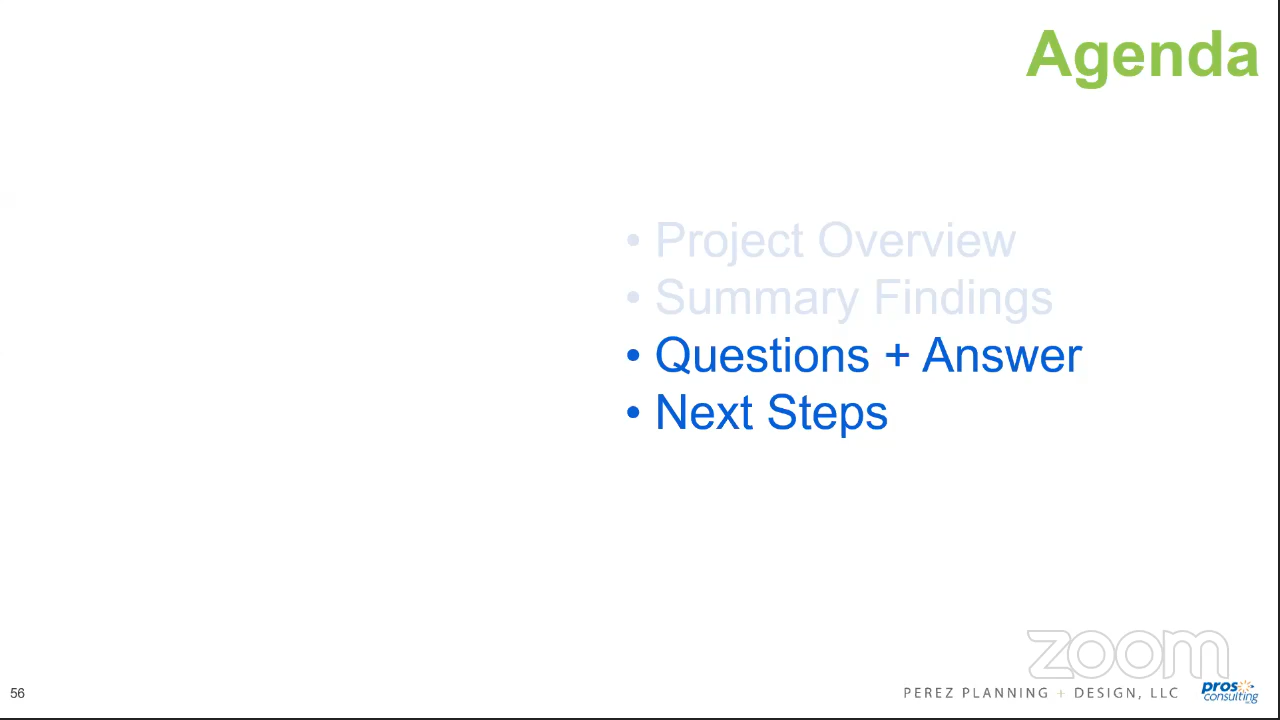 Agenda
• Project Overview
• Summary Findings
• Questions + Answer
• Next Steps
zoom
56
PEREZ PLANNING + DESIGN, LLC
pros
consulting